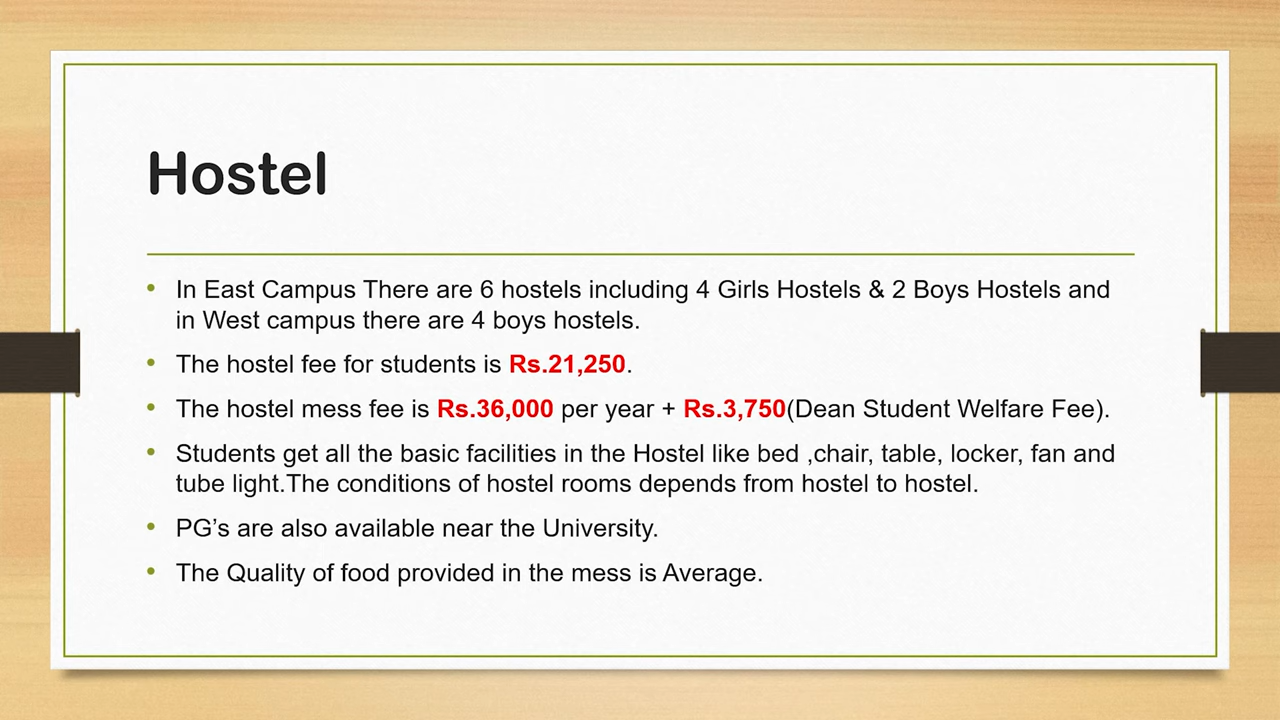 Hostel
• In East Campus There are 6 hostels including 4 Girls Hostels & 2 Boys Hostels and
in West campus there are 4 boys hostels.
• The hostel fee for students is Rs.21,250.
• The hostel mess fee is Rs.36,000 per year + Rs.3,750(Dean Student Welfare Fee).
• Students get all the basic facilities in the Hostel like bed ,chair, table, locker, fan and
tube light.The conditions of hostel rooms depends from hostel to hostel.
• PG’s are also available near the University.
• The Quality of food provided in the mess is Average.